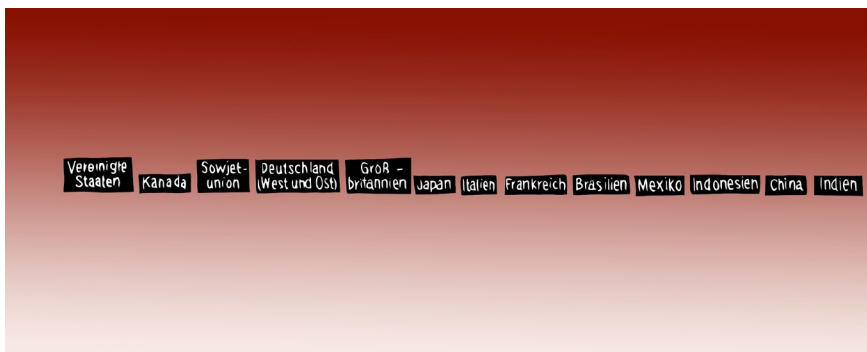 Vereinigte
Staaten
Kanada
Sowjet-
union
Deutschland
(West und Ost)
Groß-
britannien
Japan
Italien
Frankreich
Brasilien
Mexiko
Indonesien
China
Indien